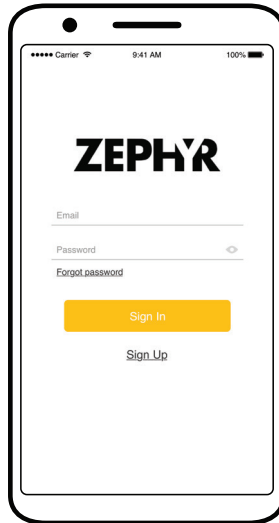 Carrier 9:41 AM 100%
ZEPHYR
Email
Password
Forgot password
Sign In
Sign Up